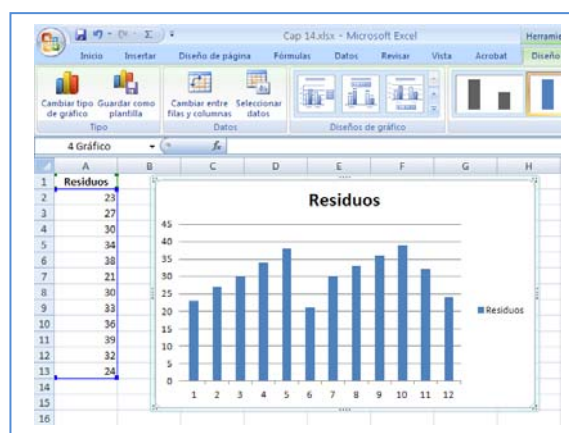 Cap 14.xlsx - Microsoft Excel
Inicio Insertar Diseño de página Fórmulas Datos Revisar Vista Acrobat Diseño
Cambiar tipo de gráfico
Guardar como plantilla
Cambiar entre filas y columnas
Seleccionar datos
Tipo Datos Diseños de gráfico
4 Gráfico fx
A B C D E F G H
1 Residuos
2 23
3 27
4 30
5 34
6 38
7 21
8 30
9 33
10 36
11 39
12 32
13 24
14
15
16
Residuos
45
40
35
30
25
20
15
10
5
0
1 2 3 4 5 6 7 8 9 10 11 12
Residuos